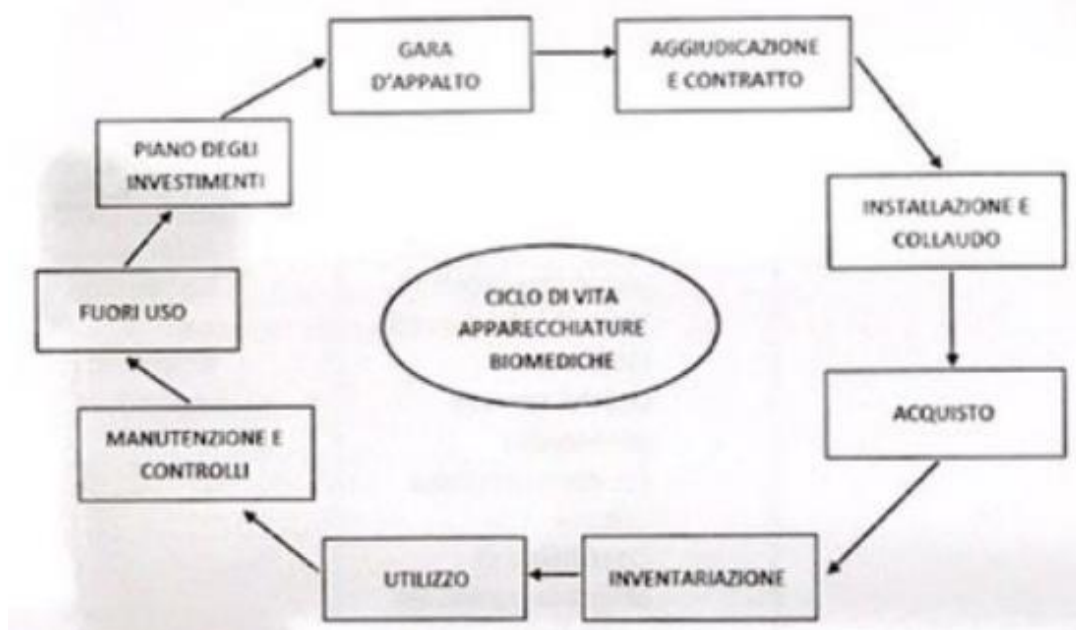 GARA
D'APPALTO
AGGIUDICAZIONE
E CONTRATTO
PIANO DEGLI
INVESTIMENTI
INSTALLAZIONE E
COLLAUDO
FUORI USO
CICLO DI VITA
APPARECCHIATURE
BIOMEDICHE
ACQUISTO
MANUTENZIONE E
CONTROLLI
UTILIZZO
INVENTARIAZIONE